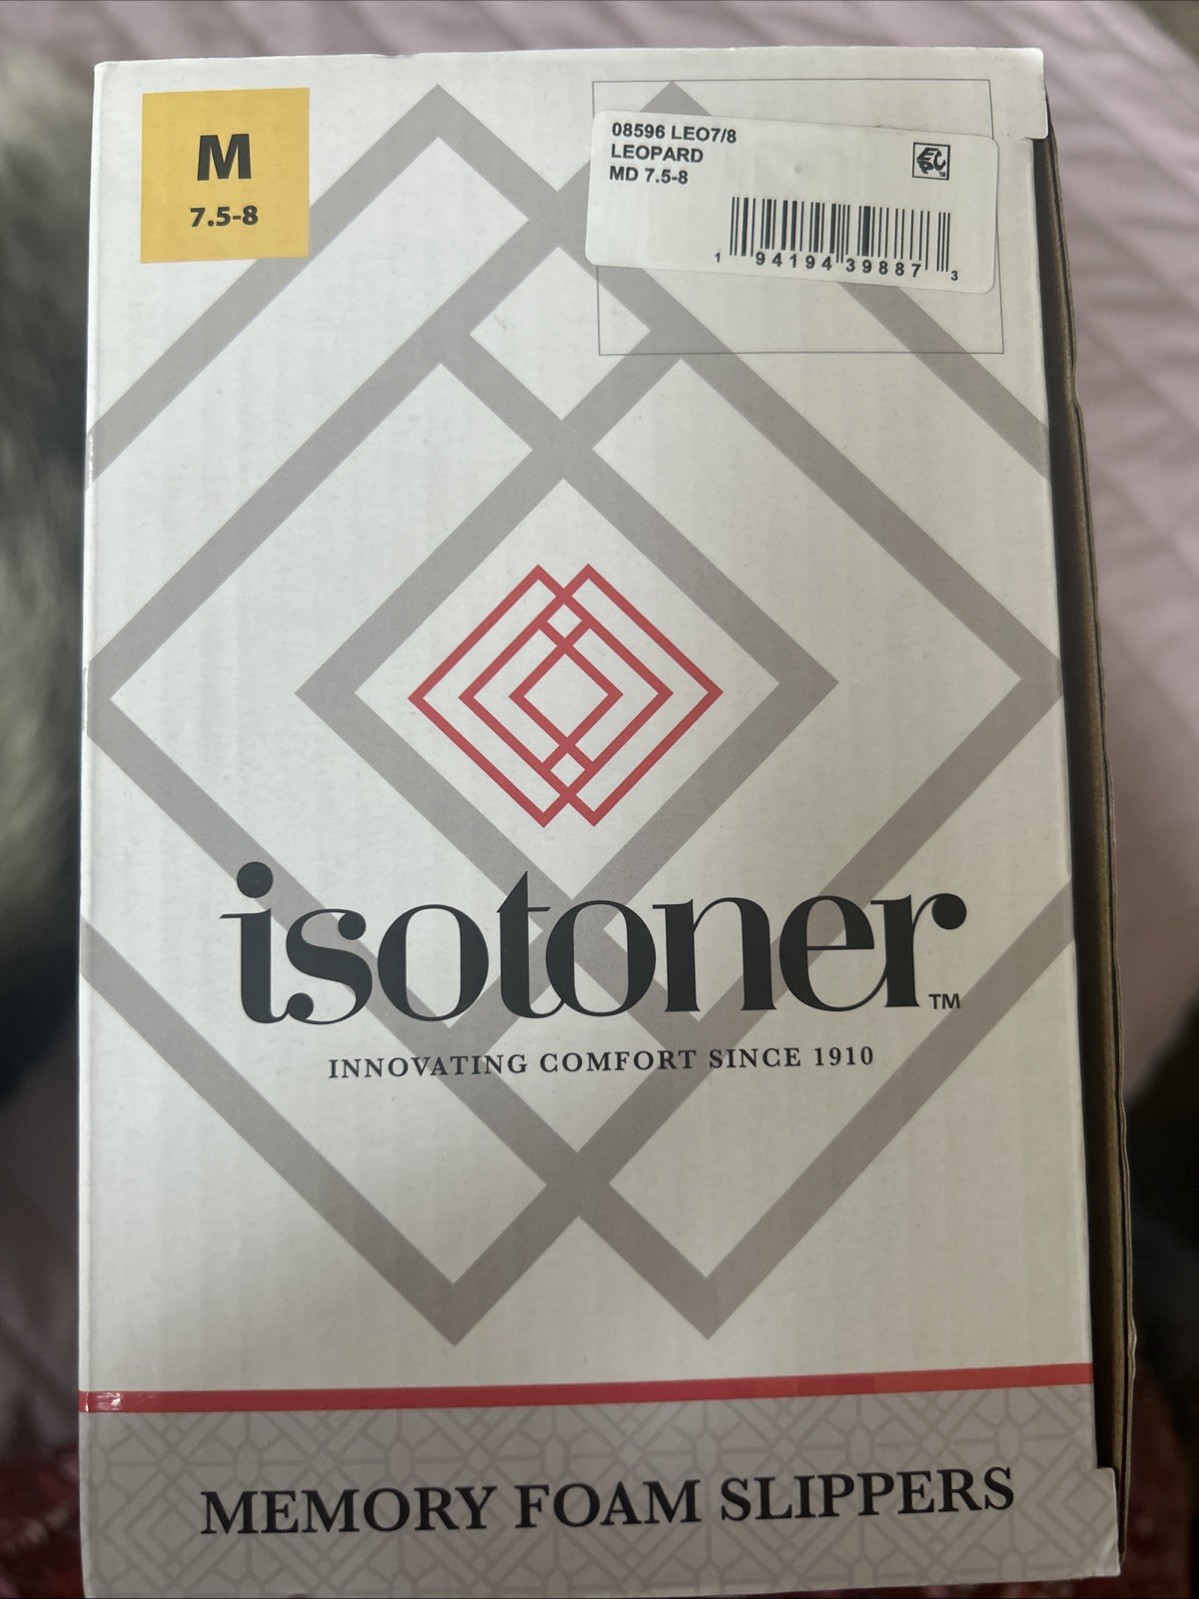 M
7.5-8
08596 LEO7/8
LEOPARD
MD 7.5-8
1 94194 39887 3
isotoner™
INNOVATING COMFORT SINCE 1910
MEMORY FOAM SLIPPERS